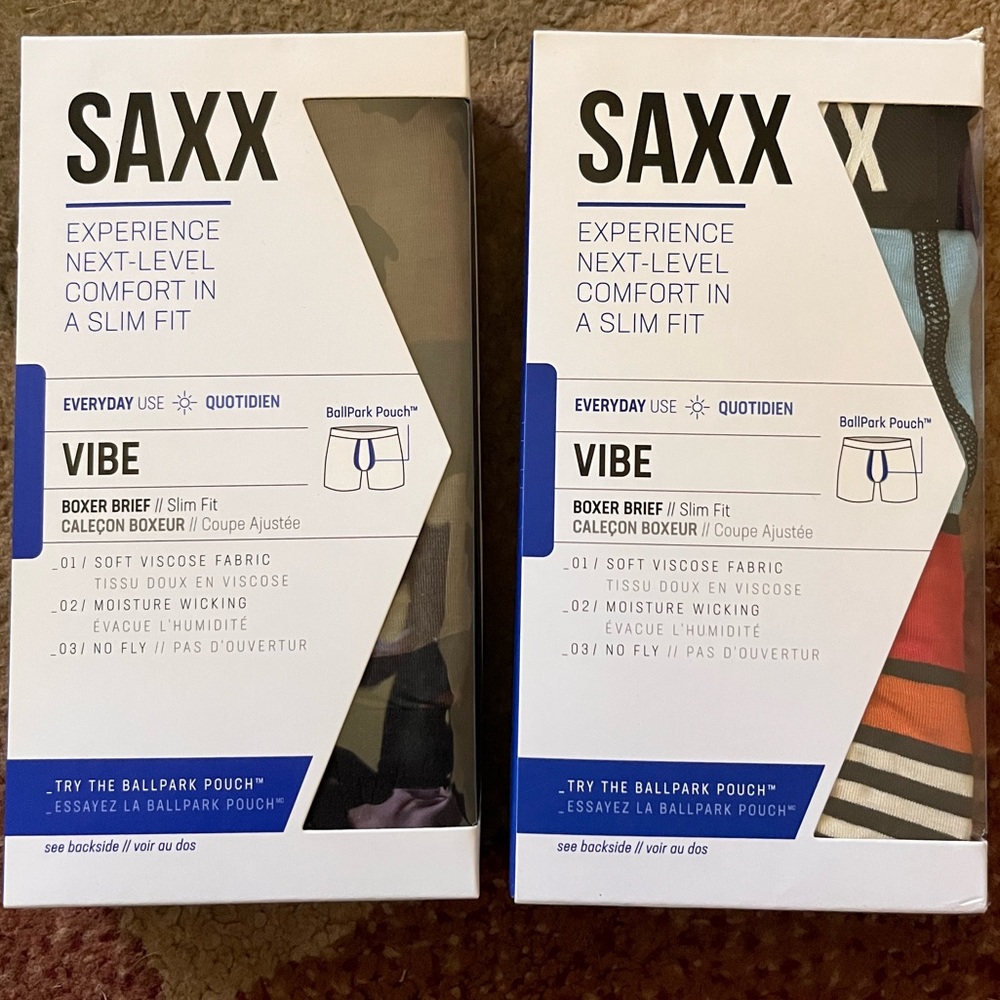 SAXX
EXPERIENCE
NEXT-LEVEL
COMFORT IN
A SLIM FIT
EVERYDAY USE QUOTIDIEN
BallPark Pouch™
VIBE
BOXER BRIEF // Slim Fit
CALEÇON BOXEUR // Coupe Ajustée
_01/ SOFT VISCOSE FABRIC
TISSU DOUX EN VISCOSE
_02/ MOISTURE WICKING
ÉVACUE L'HUMIDITÉ
_03/ NO FLY // PAS D'OUVERTUR
_TRY THE BALLPARK POUCH™
_ESSAYEZ LA BALLPARK POUCHᴹᶜ
see backside // voir au dos
SAXX
X
EXPERIENCE
NEXT-LEVEL
COMFORT IN
A SLIM FIT
EVERYDAY USE QUOTIDIEN
BallPark Pouch™
VIBE
BOXER BRIEF // Slim Fit
CALEÇON BOXEUR // Coupe Ajustée
_01/ SOFT VISCOSE FABRIC
TISSU DOUX EN VISCOSE
_02/ MOISTURE WICKING
ÉVACUE L'HUMIDITÉ
_03/ NO FLY // PAS D'OUVERTUR
_TRY THE BALLPARK POUCH™
_ESSAYEZ LA BALLPARK POUCHᴹᶜ
see backside // voir au dos